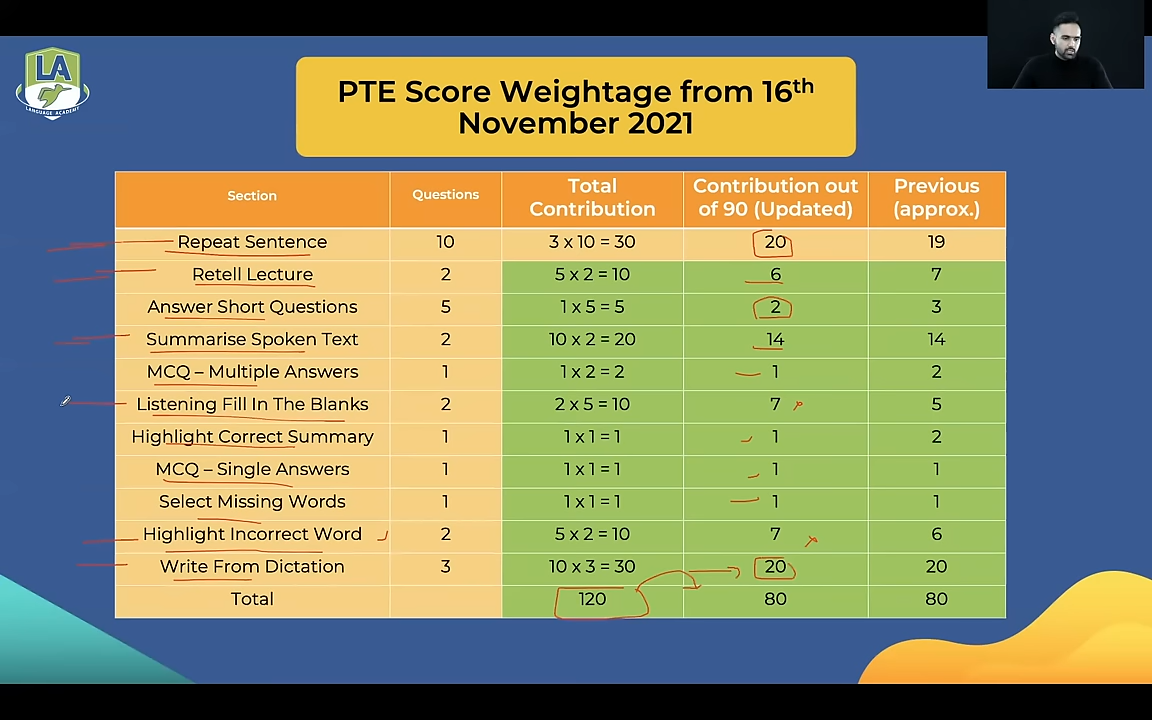 LA
LANGUAGE ACADEMY
PTE Score Weightage from 16th
November 2021
Section Questions Total Contribution Contribution out of 90 (Updated) Previous (approx.)
Repeat Sentence 10 3 x 10 = 30 20 19
Retell Lecture 2 5 x 2 = 10 6 7
Answer Short Questions 5 1 x 5 = 5 2 3
Summarise Spoken Text 2 10 x 2 = 20 14 14
MCQ – Multiple Answers 1 1 x 2 = 2 1 2
Listening Fill In The Blanks 2 2 x 5 = 10 7 5
Highlight Correct Summary 1 1 x 1 = 1 1 2
MCQ – Single Answers 1 1 x 1 = 1 1 1
Select Missing Words 1 1 x 1 = 1 1 1
Highlight Incorrect Word 2 5 x 2 = 10 7 6
Write From Dictation 3 10 x 3 = 30 20 20
Total 120 80 80